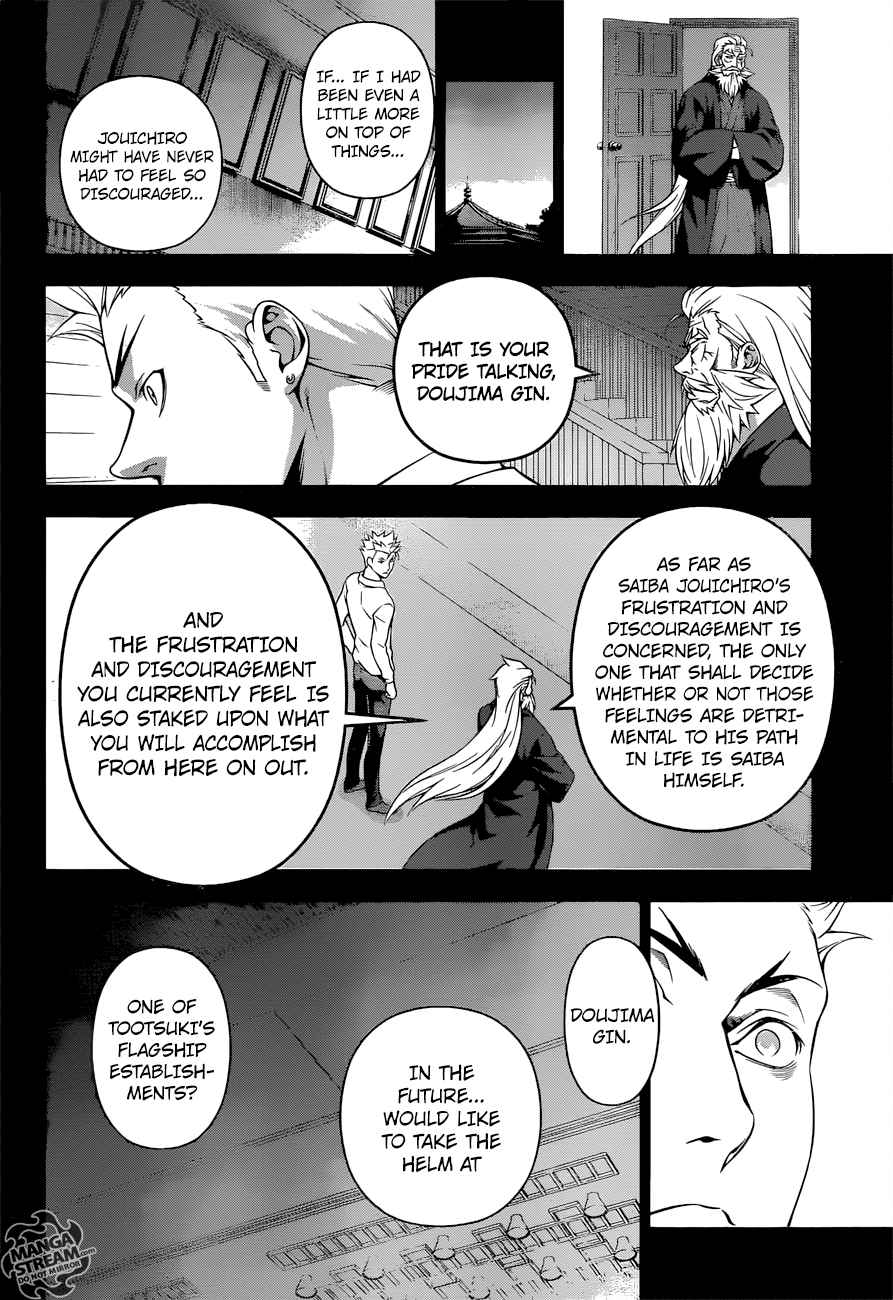 IF... IF I HAD
BEEN EVEN A
LITTLE MORE
ON TOP OF
THINGS...
JOUICHIRO
MIGHT HAVE NEVER
HAD TO FEEL SO
DISCOURAGED...
THAT IS YOUR
PRIDE TALKING,
DOUJIMA GIN.
AS FAR AS
SAIBA JOUICHIRO'S
FRUSTRATION AND
DISCOURAGEMENT IS
CONCERNED, THE ONLY
ONE THAT SHALL DECIDE
WHETHER OR NOT THOSE
FEELINGS ARE DETRI-
MENTAL TO HIS PATH
IN LIFE IS SAIBA
HIMSELF.
AND
THE FRUSTRATION
AND DISCOURAGEMENT
YOU CURRENTLY FEEL IS
ALSO STAKED UPON WHAT
YOU WILL ACCOMPLISH
FROM HERE ON OUT.
DOUJIMA
GIN.
IN THE
FUTURE...
WOULD LIKE
TO TAKE THE
HELM AT
ONE OF
TOOTSUKI'S
FLAGSHIP
ESTABLISH-
MENTS?
MANGA
STREAM.com
DO NOT MIRROR